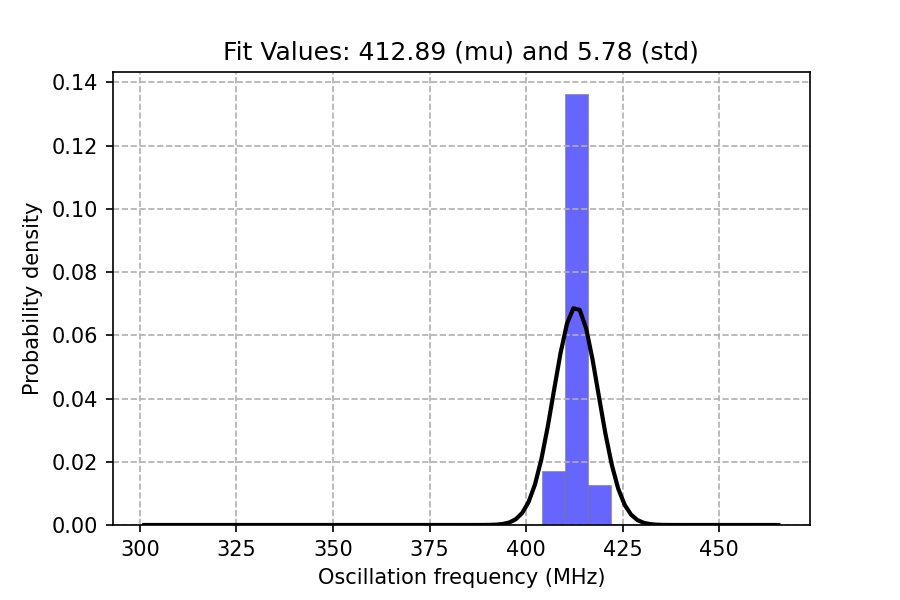 Fit Values: 412.89 (mu) and 5.78 (std)
Probability density
0.14
0.12
0.10
0.08
0.06
0.04
0.02
0.00
300 325 350 375 400 425 450
Oscillation frequency (MHz)